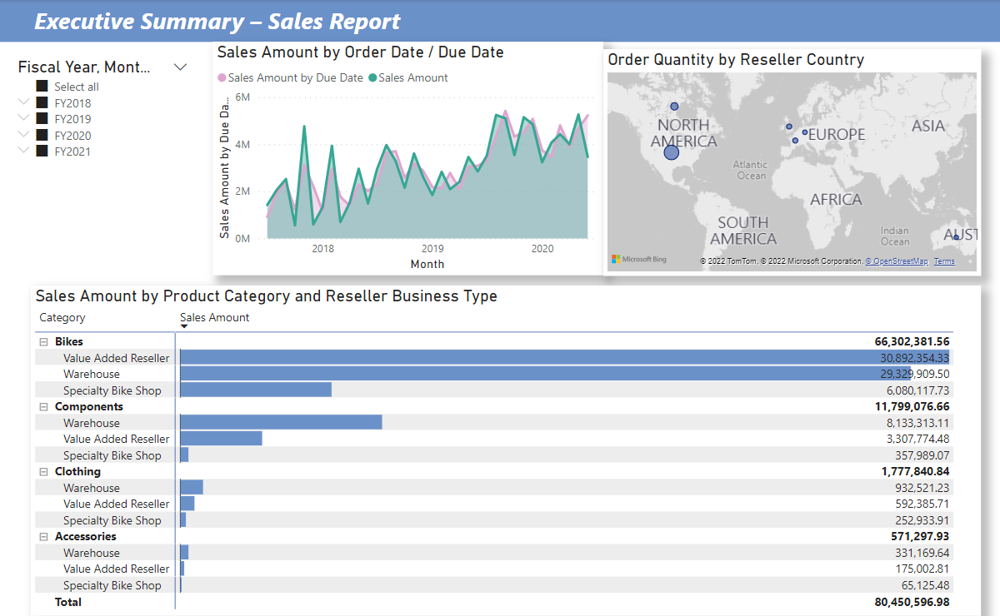 Executive Summary – Sales Report
Fiscal Year, Mont...
Select all
FY2018
FY2019
FY2020
FY2021
Sales Amount by Order Date / Due Date
Sales Amount by Due Date Sales Amount
Sales Amount by Due Da...
6M
4M
2M
0M
2018 2019 2020
Month
Order Quantity by Reseller Country
NORTH
AMERICA
EUROPE
ASIA
Atlantic
Ocean
AFRICA
SOUTH
AMERICA
Indian
Ocean
AUST
Microsoft Bing
© 2022 TomTom, © 2022 Microsoft Corporation, © OpenStreetMap Terms
Sales Amount by Product Category and Reseller Business Type
Category Sales Amount
Bikes 66,302,381.56
Value Added Reseller 30,892,354.33
Warehouse 29,329,909.50
Specialty Bike Shop 6,080,117.73
Components 11,799,076.66
Warehouse 8,133,313.11
Value Added Reseller 3,307,774.48
Specialty Bike Shop 357,989.07
Clothing 1,777,840.84
Warehouse 932,521.23
Value Added Reseller 592,385.71
Specialty Bike Shop 252,933.91
Accessories 571,297.93
Warehouse 331,169.64
Value Added Reseller 175,002.81
Specialty Bike Shop 65,125.48
Total 80,450,596.98